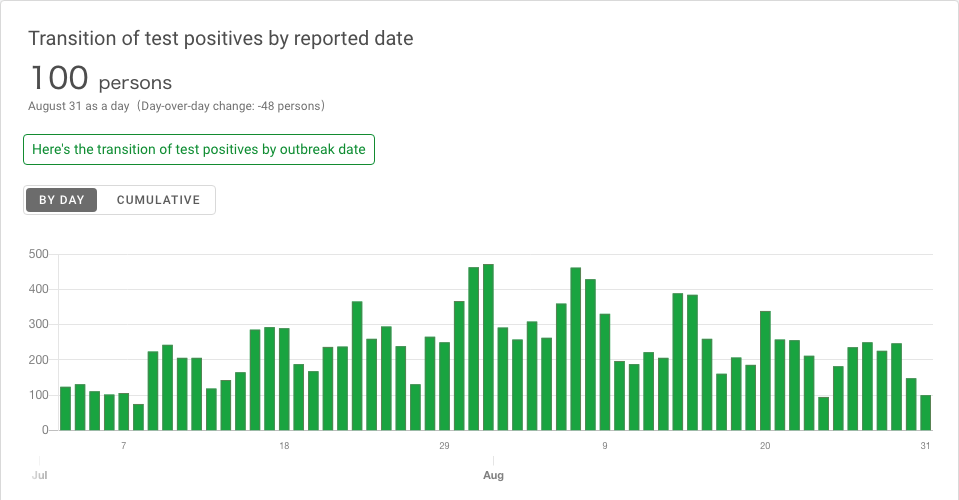 Transition of test positives by reported date
100 persons
August 31 as a day (Day-over-day change: -48 persons)
Here's the transition of test positives by outbreak date
BY DAY CUMULATIVE
500
400
300
200
100
0
7 18 29 9 20 31
Jul Aug